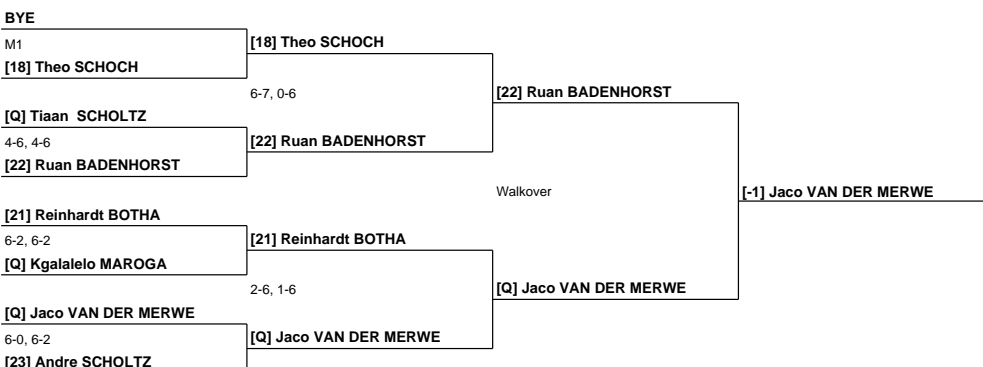 BYE
M1
[18] Theo SCHOCH
[18] Theo SCHOCH
6-7, 0-6
[22] Ruan BADENHORST
[Q] Tiaan  SCHOLTZ
4-6, 4-6
[22] Ruan BADENHORST
[22] Ruan BADENHORST
Walkover
[-1] Jaco VAN DER MERWE
[21] Reinhardt BOTHA
6-2, 6-2
[21] Reinhardt BOTHA
[Q] Kgalalelo MAROGA
2-6, 1-6
[Q] Jaco VAN DER MERWE
[Q] Jaco VAN DER MERWE
6-0, 6-2
[Q] Jaco VAN DER MERWE
[23] Andre SCHOLTZ